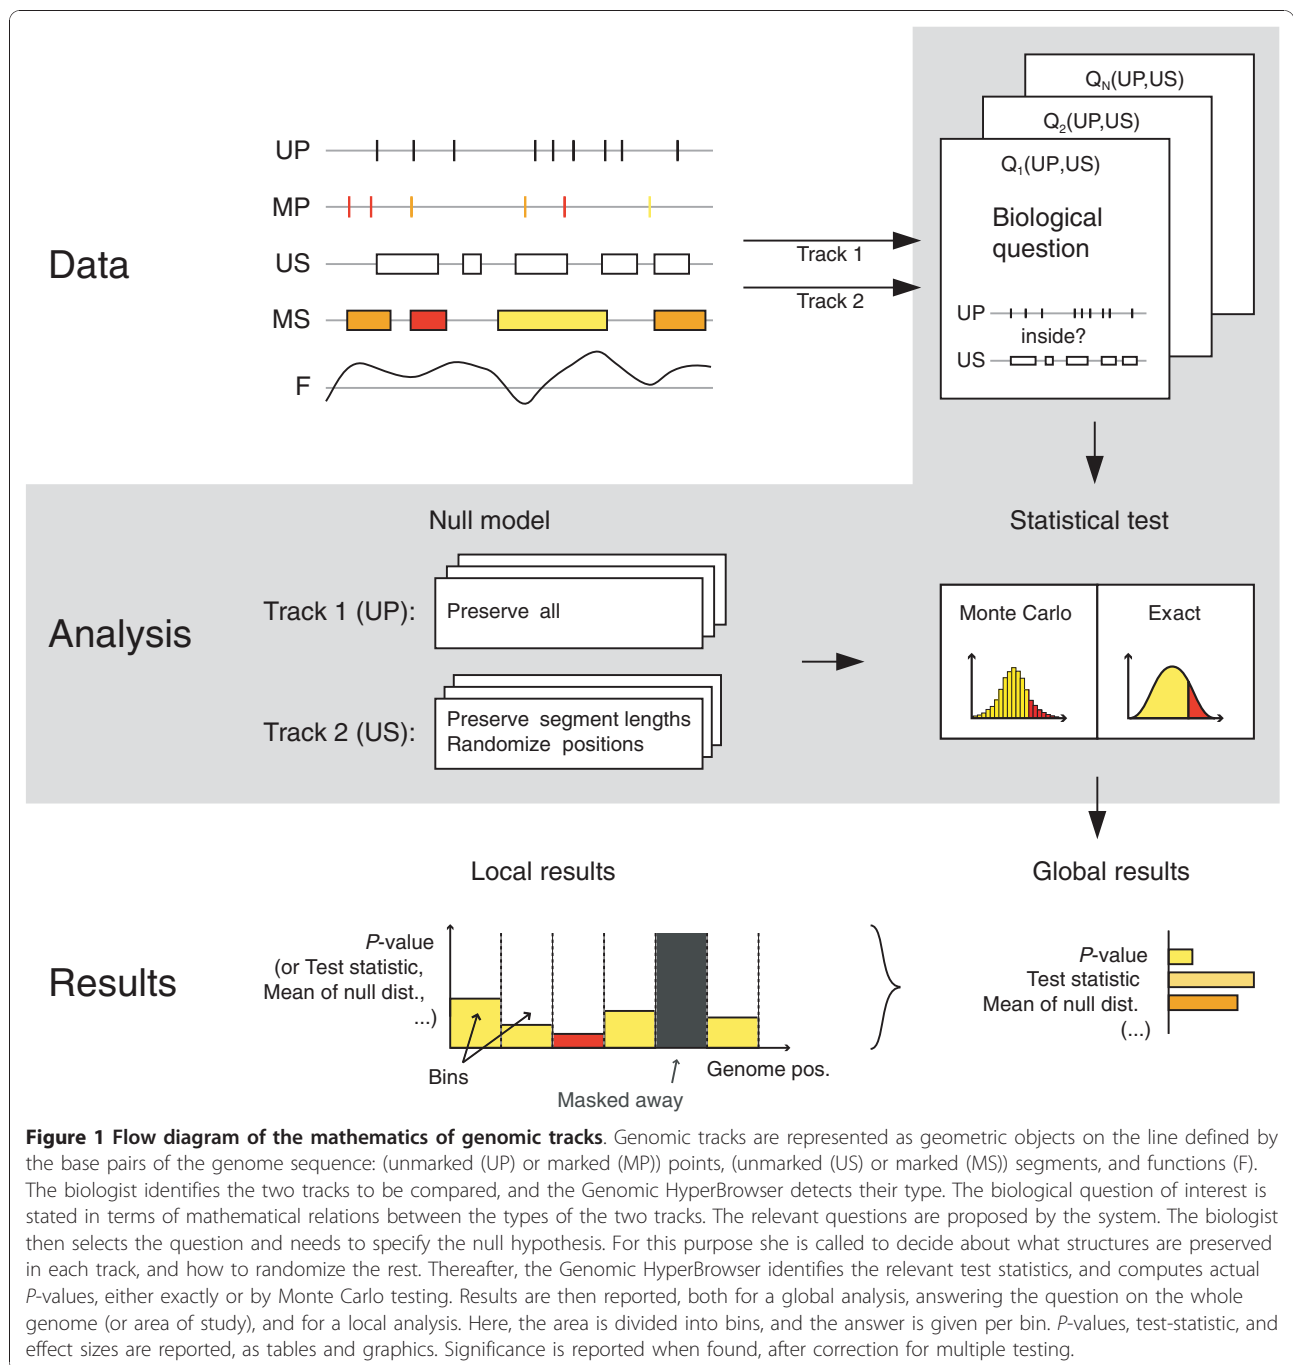 Q_N(UP,US)
Q_2(UP,US)
Q_1(UP,US)
Biological
question
UP
inside?
US
Data
UP
MP
US
MS
F
Track 1
Track 2
Analysis
Null model
Track 1 (UP):
Preserve all
Track 2 (US):
Preserve segment lengths
Randomize positions
Statistical test
Monte Carlo
Exact
Results
Local results
P-value
(or Test statistic,
Mean of null dist.,
...)
Bins
Masked away
Genome pos.
Global results
P-value
Test statistic
Mean of null dist.
(...)
Figure 1 Flow diagram of the mathematics of genomic tracks. Genomic tracks are represented as geometric objects on the line defined by
the base pairs of the genome sequence: (unmarked (UP) or marked (MP)) points, (unmarked (US) or marked (MS)) segments, and functions (F).
The biologist identifies the two tracks to be compared, and the Genomic HyperBrowser detects their type. The biological question of interest is
stated in terms of mathematical relations between the types of the two tracks. The relevant questions are proposed by the system. The biologist
then selects the question and needs to specify the null hypothesis. For this purpose she is called to decide about what structures are preserved
in each track, and how to randomize the rest. Thereafter, the Genomic HyperBrowser identifies the relevant test statistics, and computes actual
P-values, either exactly or by Monte Carlo testing. Results are then reported, both for a global analysis, answering the question on the whole
genome (or area of study), and for a local analysis. Here, the area is divided into bins, and the answer is given per bin. P-values, test-statistic, and
effect sizes are reported, as tables and graphics. Significance is reported when found, after correction for multiple testing.